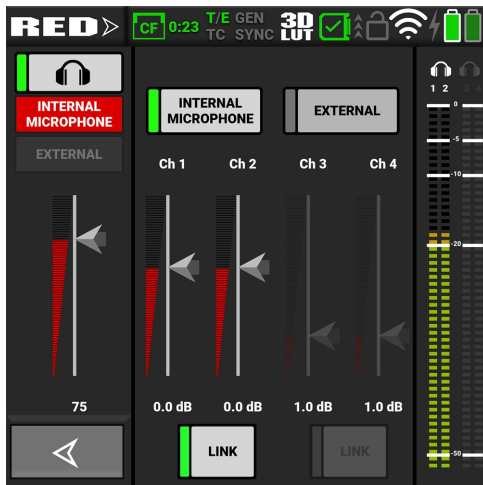 RED
CF 0:23 T/E GEN 3D
TC SYNC LUT
1 2 3 4
INTERNAL
MICROPHONE
EXTERNAL
INTERNAL
MICROPHONE
EXTERNAL
Ch 1 Ch 2 Ch 3 Ch 4
0
-5
-10
-20
-50
75 0.0 dB 0.0 dB 1.0 dB 1.0 dB
LINK LINK